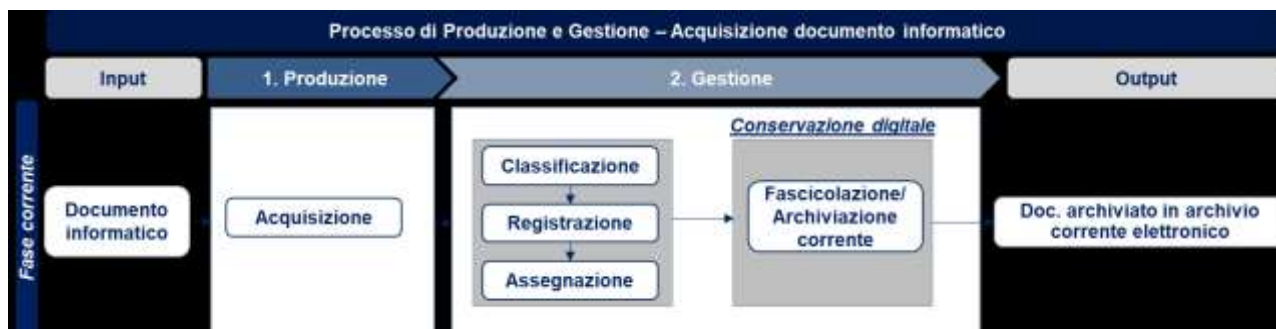 Processo di Produzione e Gestione – Acquisizione documento informatico
Input
1. Produzione
2. Gestione
Output
Fase corrente
Documento
informatico
Acquisizione
Classificazione
Registrazione
Assegnazione
Conservazione digitale
Fascicolazione/
Archiviazione
corrente
Doc. archiviato in archivio
corrente elettronico